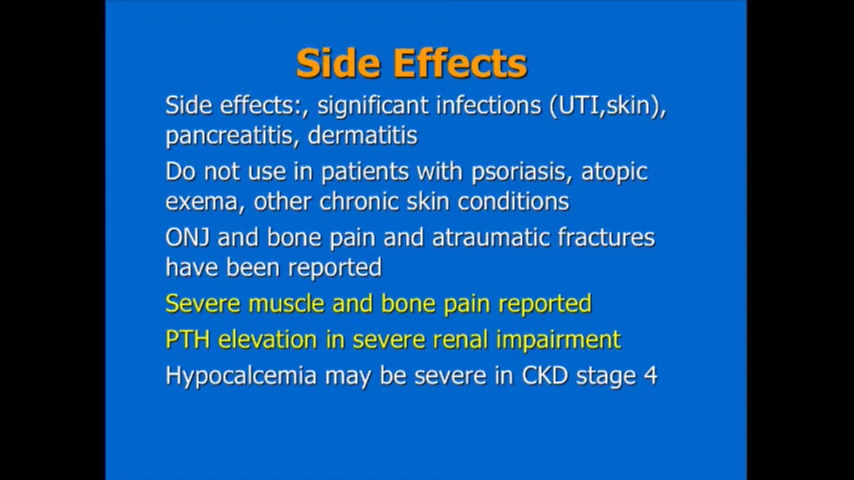 Side Effects
Side effects:, significant infections (UTI,skin),
pancreatitis, dermatitis
Do not use in patients with psoriasis, atopic
exema, other chronic skin conditions
ONJ and bone pain and atraumatic fractures
have been reported
Severe muscle and bone pain reported
PTH elevation in severe renal impairment
Hypocalcemia may be severe in CKD stage 4